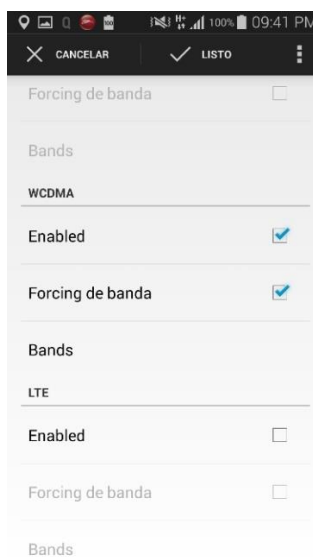 100% 09:41 PM
CANCELAR LISTO
Forcing de banda
Bands
WCDMA
Enabled
Forcing de banda
Bands
LTE
Enabled
Forcing de banda
Bands